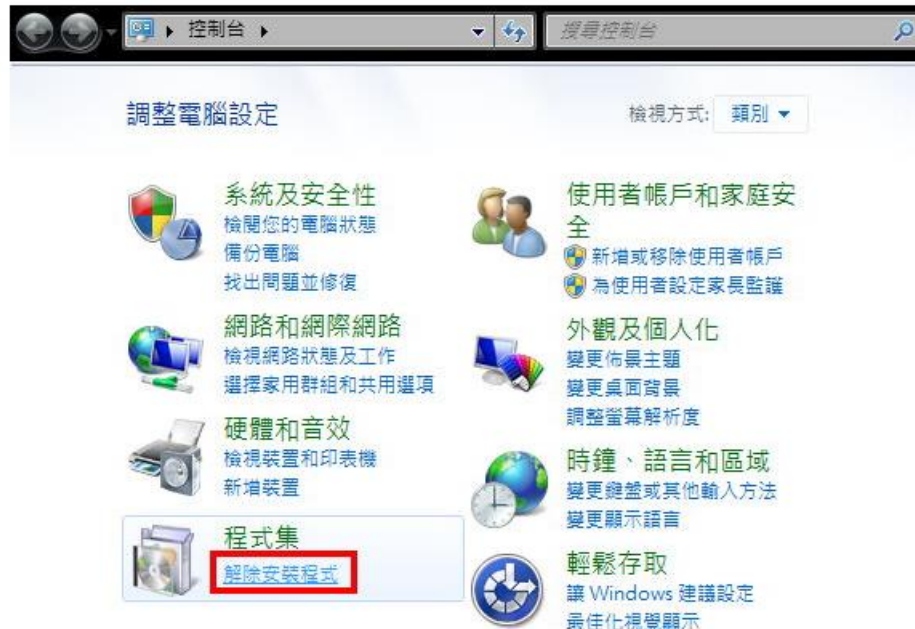 控制台
搜尋控制台
調整電腦設定
檢視方式: 類別
系統及安全性
檢閱您的電腦狀態
備份電腦
找出問題並修復
網路和網際網路
檢視網路狀態及工作
選擇家用群組和共用選項
硬體和音效
檢視裝置和印表機
新增裝置
程式集
解除安裝程式
使用者帳戶和家庭安
全
新增或移除使用者帳戶
為使用者設定家長監護
外觀及個人化
變更佈景主題
變更桌面背景
調整螢幕解析度
時鐘、語言和區域
變更鍵盤或其他輸入方法
變更顯示語言
輕鬆存取
讓 Windows 建議設定
最佳化視覺顯示